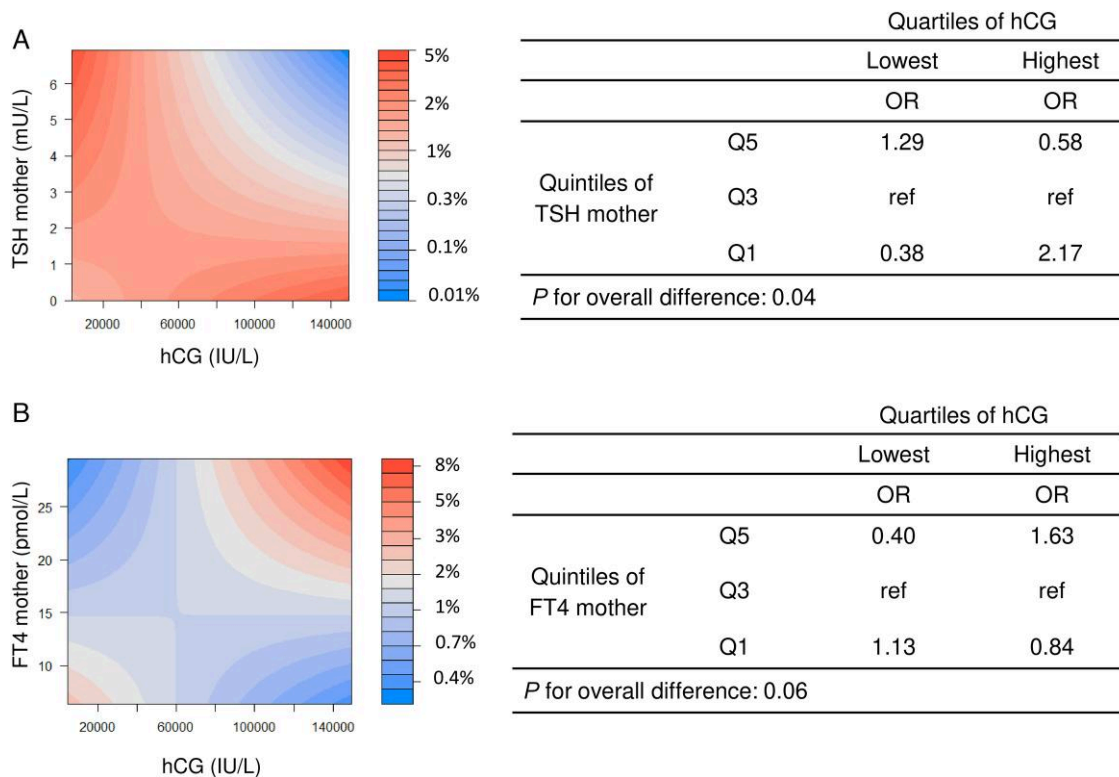 A
TSH mother (mU/L)
6
5
4
3
2
1
0
20000 60000 100000 140000
hCG (IU/L)
5%
2%
1%
0.3%
0.1%
0.01%
Quartiles of hCG
Lowest Highest
OR OR
Q5 1.29 0.58
Quintiles of
TSH mother
Q3 ref ref
Q1 0.38 2.17
P for overall difference: 0.04
B
FT4 mother (pmol/L)
25
20
15
10
20000 60000 100000 140000
hCG (IU/L)
8%
5%
3%
2%
1%
0.7%
0.4%
Quartiles of hCG
Lowest Highest
OR OR
Q5 0.40 1.63
Quintiles of
FT4 mother
Q3 ref ref
Q1 1.13 0.84
P for overall difference: 0.06